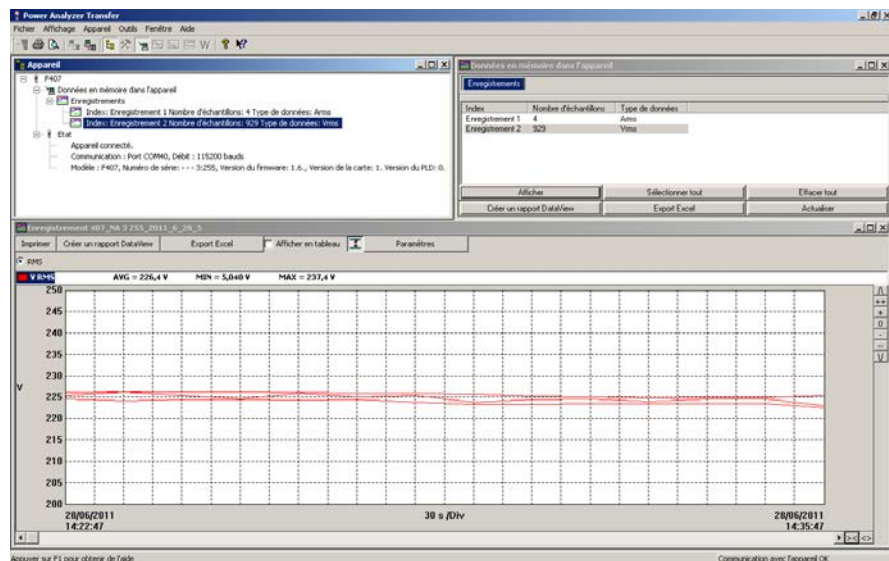 Power Analyzer Transfer
Fichier Affichage Appareil Outils Fenêtre Aide
Appareil
F407
Données en mémoire dans l'appareil
Enregistrements
Index: Enregistrement 1 Nombre d'échantillons: 4 Type de données: Arms
Index: Enregistrement 2 Nombre d'échantillons: 929 Type de données: Vrms
Etat
Appareil connecté.
Communication : Port COM40, Débit : 115200 bauds
Modèle : F407, Numéro de série: - - - 3:255, Version du firmware: 1.6., Version de la carte: 1. Version du PLD: 0.
Données en mémoire dans l'appareil
Enregistrements
Index Nombre d'échantillons Type de données
Enregistrement 1 4 Arms
Enregistrement 2 929 Vrms
Afficher Sélectionner tout Effacer tout
Créer un rapport DataView Export Excel Actualiser
Enregistrement 407_NA 3 255_2011_6_28_5
Imprimer Créer un rapport DataView Export Excel Afficher en tableau Paramètres
RMS
V RMS AVG = 226,4 V MIN = 5,040 V MAX = 237,4 V
250
245
240
235
230
V
225
220
215
210
205
200
28/06/2011 30 s /Div 28/06/2011
14:22:47 14:35:47
Appuyer sur F1 pour obtenir de l'aide Communication avec l'appareil OK